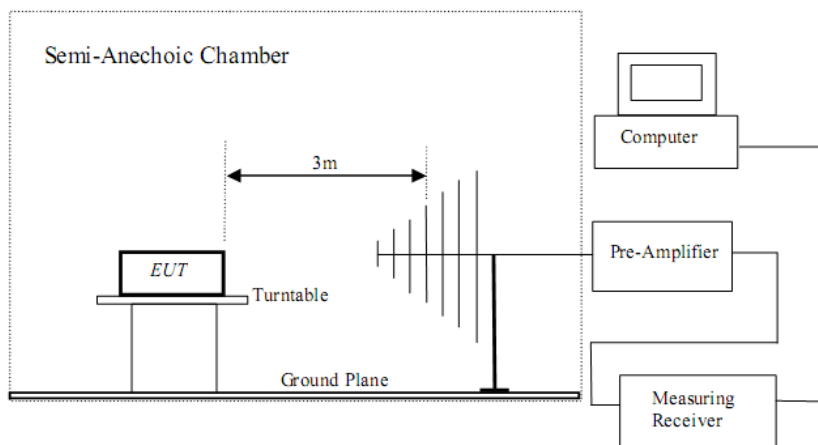 Semi-Anechoic Chamber
Computer
3m
Pre-Amplifier
EUT
Turntable
Ground Plane
Measuring
Receiver